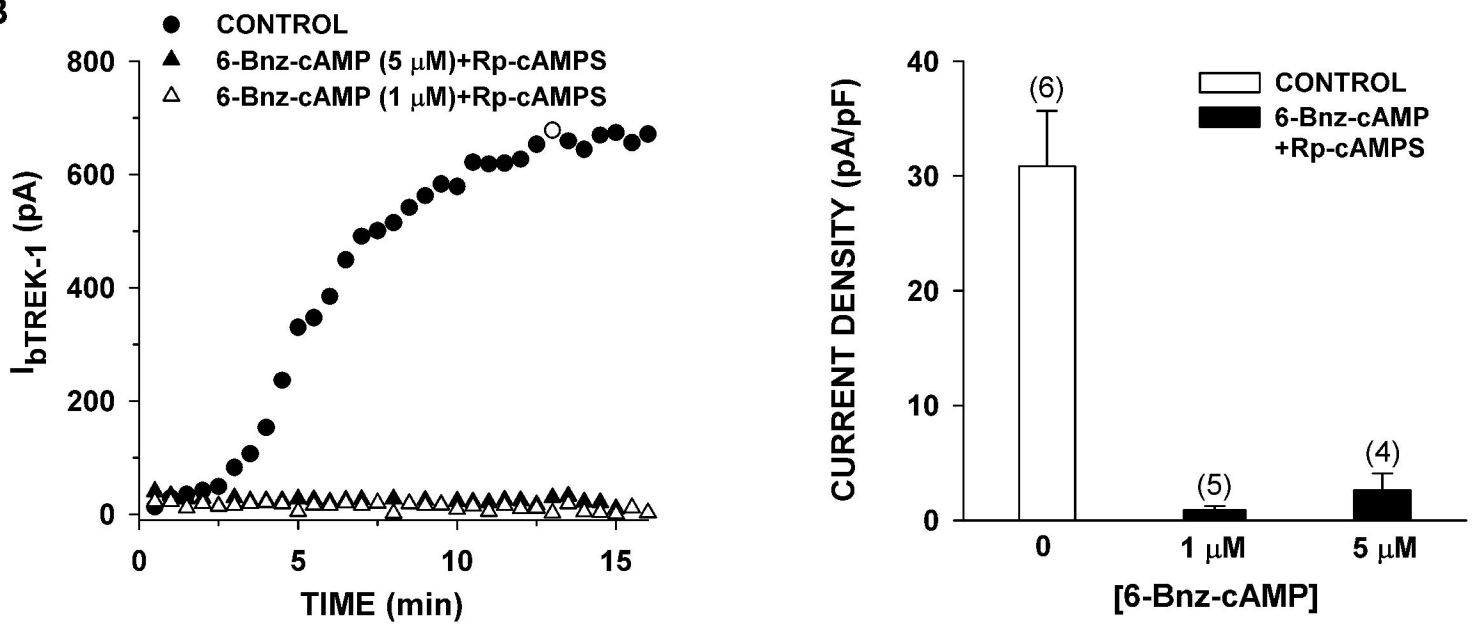 B
CONTROL
6-Bnz-cAMP (5 μM)+Rp-cAMPS
6-Bnz-cAMP (1 μM)+Rp-cAMPS
800
600
400
200
0
IbTREK-1 (pA)
0 5 10 15
TIME (min)
40
30
20
10
0
CURRENT DENSITY (pA/pF)
CONTROL
6-Bnz-cAMP
+Rp-cAMPS
(6)
(5)
(4)
0 1 μM 5 μM
[6-Bnz-cAMP]